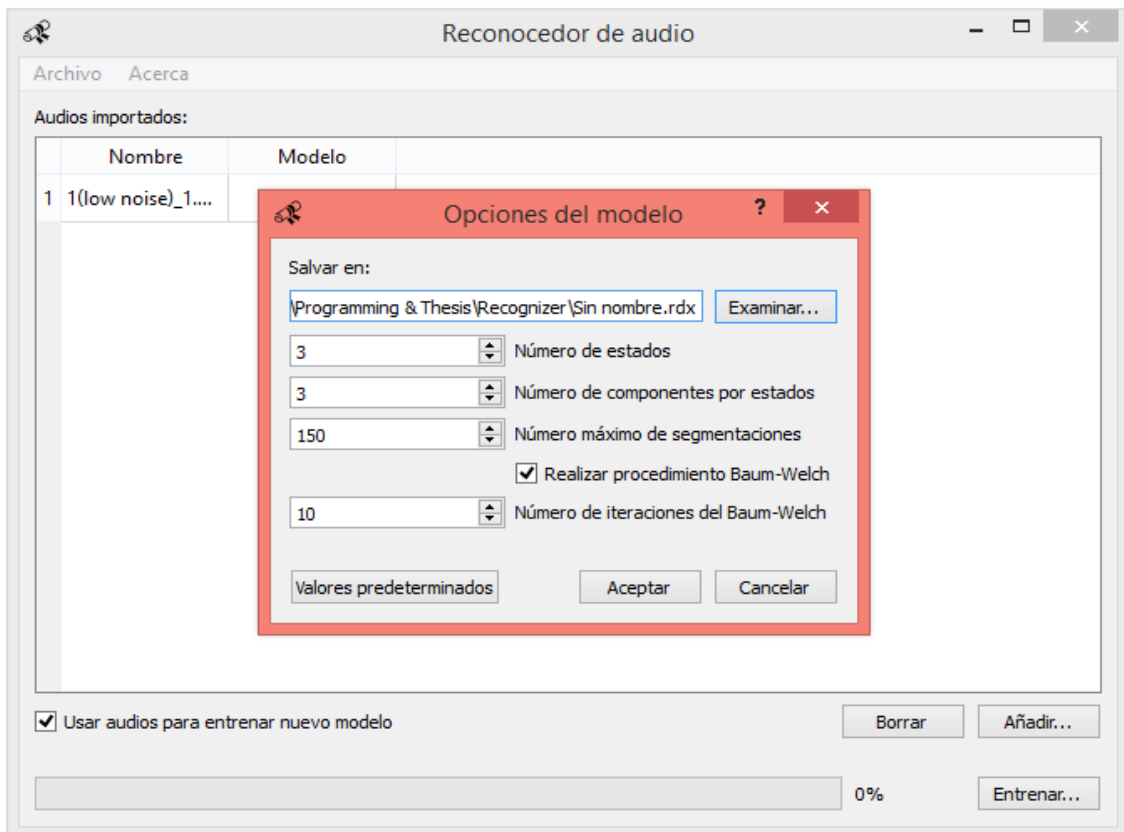 Reconocedor de audio
Archivo Acerca
Audios importados:
Nombre Modelo
1 1(low noise)_1....
Opciones del modelo ?
Salvar en:
\Programming & Thesis\Recognizer\Sin nombre.rdx Examinar...
3 Número de estados
3 Número de componentes por estados
150 Número máximo de segmentaciones
Realizar procedimiento Baum-Welch
10 Número de iteraciones del Baum-Welch
Valores predeterminados Aceptar Cancelar
Usar audios para entrenar nuevo modelo Borrar Añadir...
0% Entrenar...